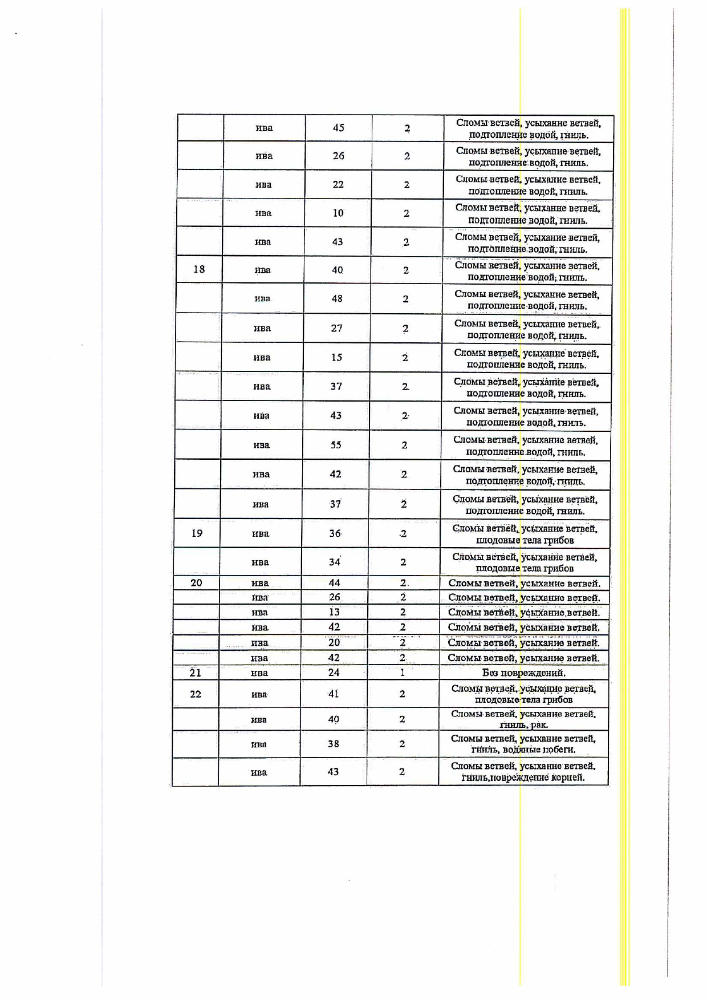 ива 45 2 Сломы ветвей, усыхание ветвей,
подтопление водой, гниль.
ива 26 2 Сломы ветвей, усыхание ветвей,
подтопление водой, гниль.
ива 22 2 Сломы ветвей, усыхание ветвей,
подтопление водой, гниль.
ива 10 2 Сломы ветвей, усыхание ветвей,
подтопление водой, гниль.
ива 43 2 Сломы ветвей, усыхание ветвей,
подтопление водой, гниль.
18 ива 40 2 Сломы ветвей, усыхание ветвей,
подтопление водой, гниль.
ива 48 2 Сломы ветвей, усыхание ветвей,
подтопление водой, гниль.
ива 27 2 Сломы ветвей, усыхание ветвей,
подтопление водой, гниль.
ива 15 2 Сломы ветвей, усыхание ветвей,
подтопление водой, гниль.
ива 37 2 Сломы ветвей, усыхание ветвей,
подтопление водой, гниль.
ива 43 2 Сломы ветвей, усыхание ветвей,
подтопление водой, гниль.
ива 55 2 Сломы ветвей, усыхание ветвей,
подтопление водой, гниль.
ива 42 2 Сломы ветвей, усыхание ветвей,
подтопление водой, гниль.
ива 37 2 Сломы ветвей, усыхание ветвей,
подтопление водой, гниль.
19 ива 36 2 Сломы ветвей, усыхание ветвей,
плодовые тела грибов
ива 34 2 Сломы ветвей, усыхание ветвей,
плодовые тела грибов
20 ива 44 2 Сломы ветвей, усыхание ветвей.
ива 26 2 Сломы ветвей, усыхание ветвей.
ива 13 2 Сломы ветвей, усыхание ветвей.
ива 42 2 Сломы ветвей, усыхание ветвей.
ива 20 2 Сломы ветвей, усыхание ветвей.
ива 42 2 Сломы ветвей, усыхание ветвей.
21 ива 24 1 Без повреждений.
22 ива 41 2 Сломы ветвей, усыхание ветвей,
плодовые тела грибов
ива 40 2 Сломы ветвей, усыхание ветвей,
гниль, рак.
ива 38 2 Сломы ветвей, усыхание ветвей,
гниль, водяные побеги.
ива 43 2 Сломы ветвей, усыхание ветвей,
гниль,повреждение корней.